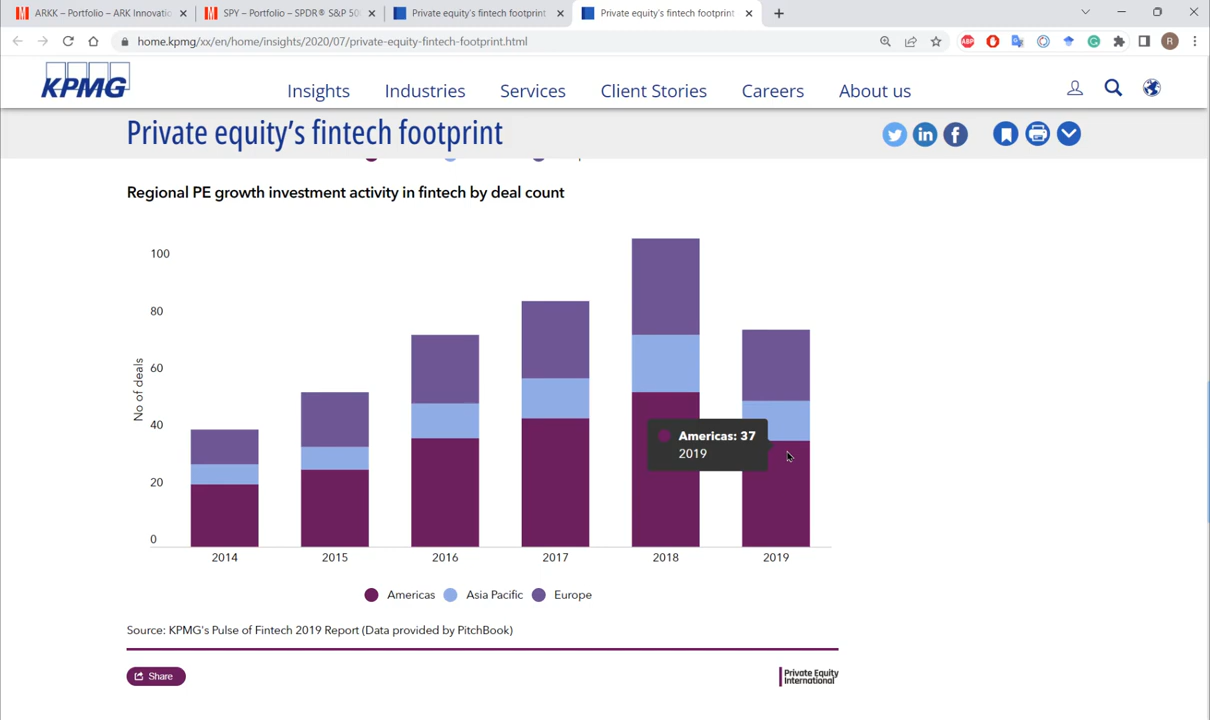 ARKK – Portfolio – ARK Innovatio
SPY – Portfolio – SPDR® S&P 50
Private equity's fintech footprint
Private equity's fintech footprint
home.kpmg/xx/en/home/insights/2020/07/private-equity-fintech-footprint.html
ABP
R
KPMG
Insights
Industries
Services
Client Stories
Careers
About us
Private equity's fintech footprint
Regional PE growth investment activity in fintech by deal count
100
80
60
40
20
0
No of deals
Americas: 37
2019
2014
2015
2016
2017
2018
2019
Americas
Asia Pacific
Europe
Source: KPMG's Pulse of Fintech 2019 Report (Data provided by PitchBook)
Share
Private Equity
International